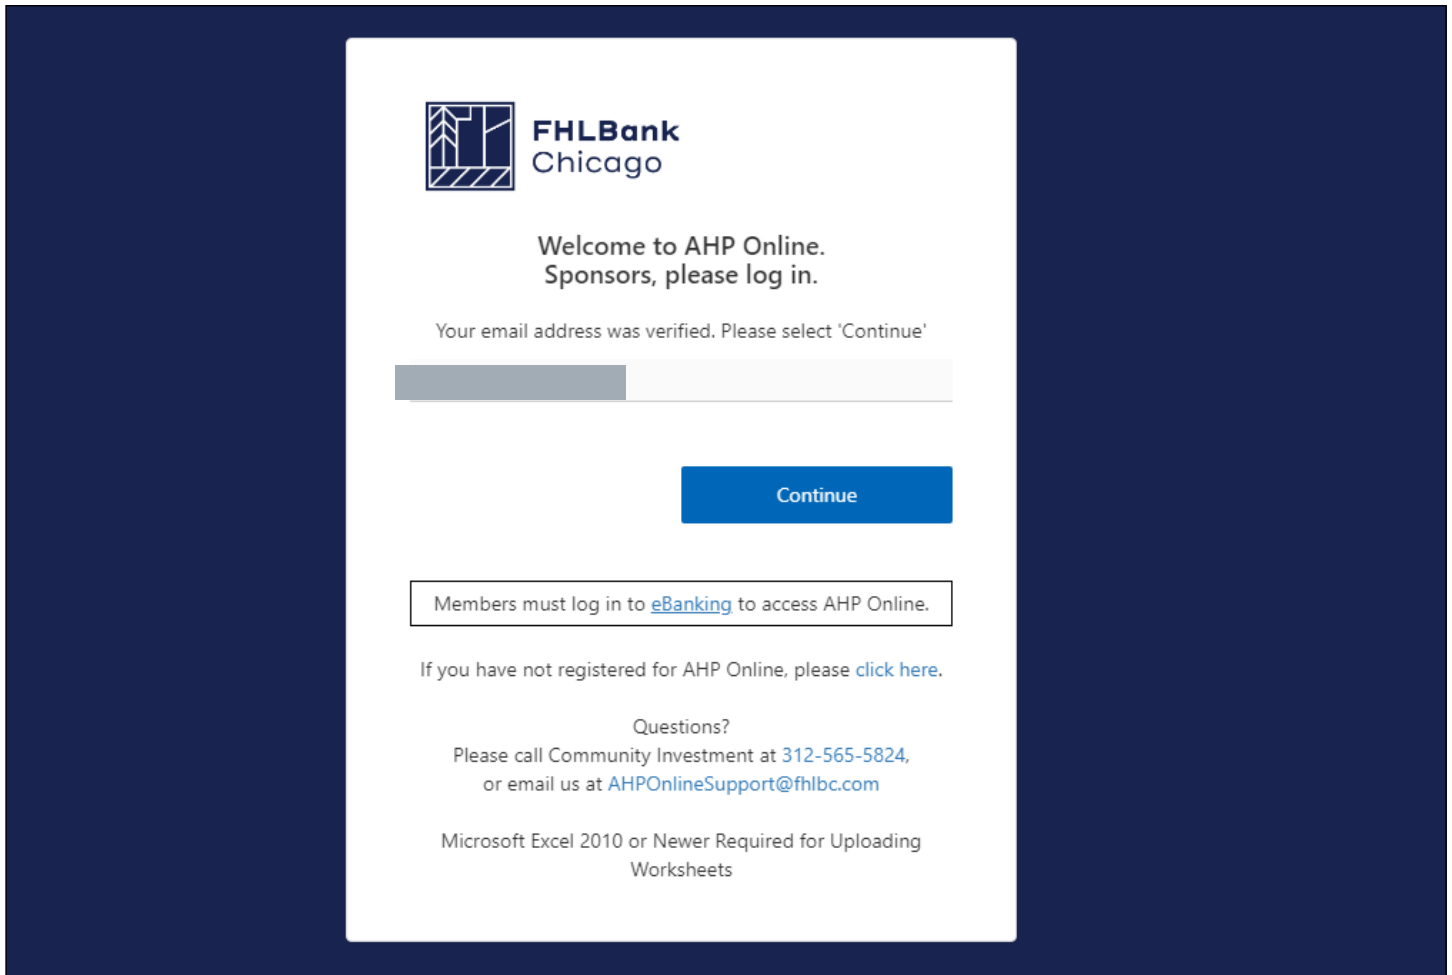 FHLBank
Chicago
Welcome to AHP Online.
Sponsors, please log in.
Your email address was verified. Please select 'Continue'
Continue
Members must log in to eBanking to access AHP Online.
If you have not registered for AHP Online, please click here.
Questions?
Please call Community Investment at 312-565-5824,
or email us at AHPOnlineSupport@fhlbc.com
Microsoft Excel 2010 or Newer Required for Uploading
Worksheets